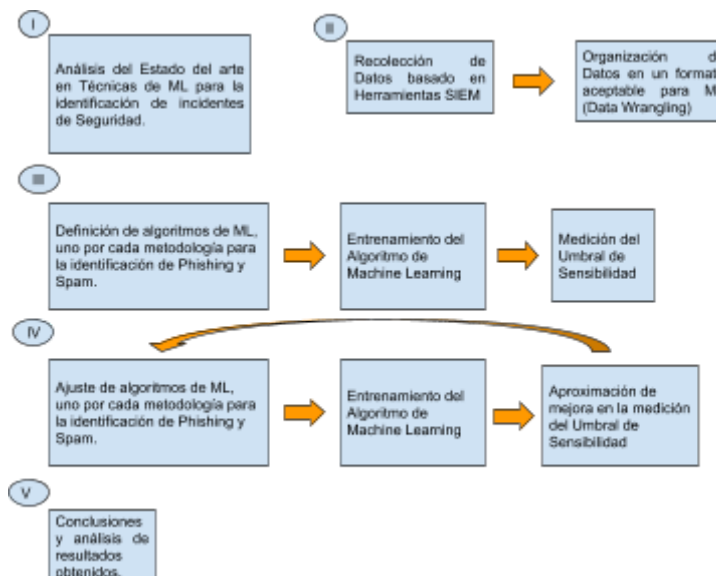 I
Análisis del Estado del arte
en Técnicas de ML para la
identificación de incidentes
de Seguridad.
II
Recolección de
Datos basado en
Herramientas SIEM
Organización d
Datos en un format
aceptable para M
(Data Wrangling)
III
Definición de algoritmos de ML,
uno por cada metodología para
la identificación de Phishing y
Spam.
Entrenamiento del
Algoritmo de
Machine Learning
Medición del
Umbral de
Sensibilidad
IV
Ajuste de algoritmos de ML,
uno por cada metodología para
la identificación de Phishing y
Spam.
Entrenamiento del
Algoritmo de
Machine Learning
Aproximación de
mejora en la medición
del Umbral de
Sensibilidad
V
Conclusiones
y análisis de
resultados
obtenidos.